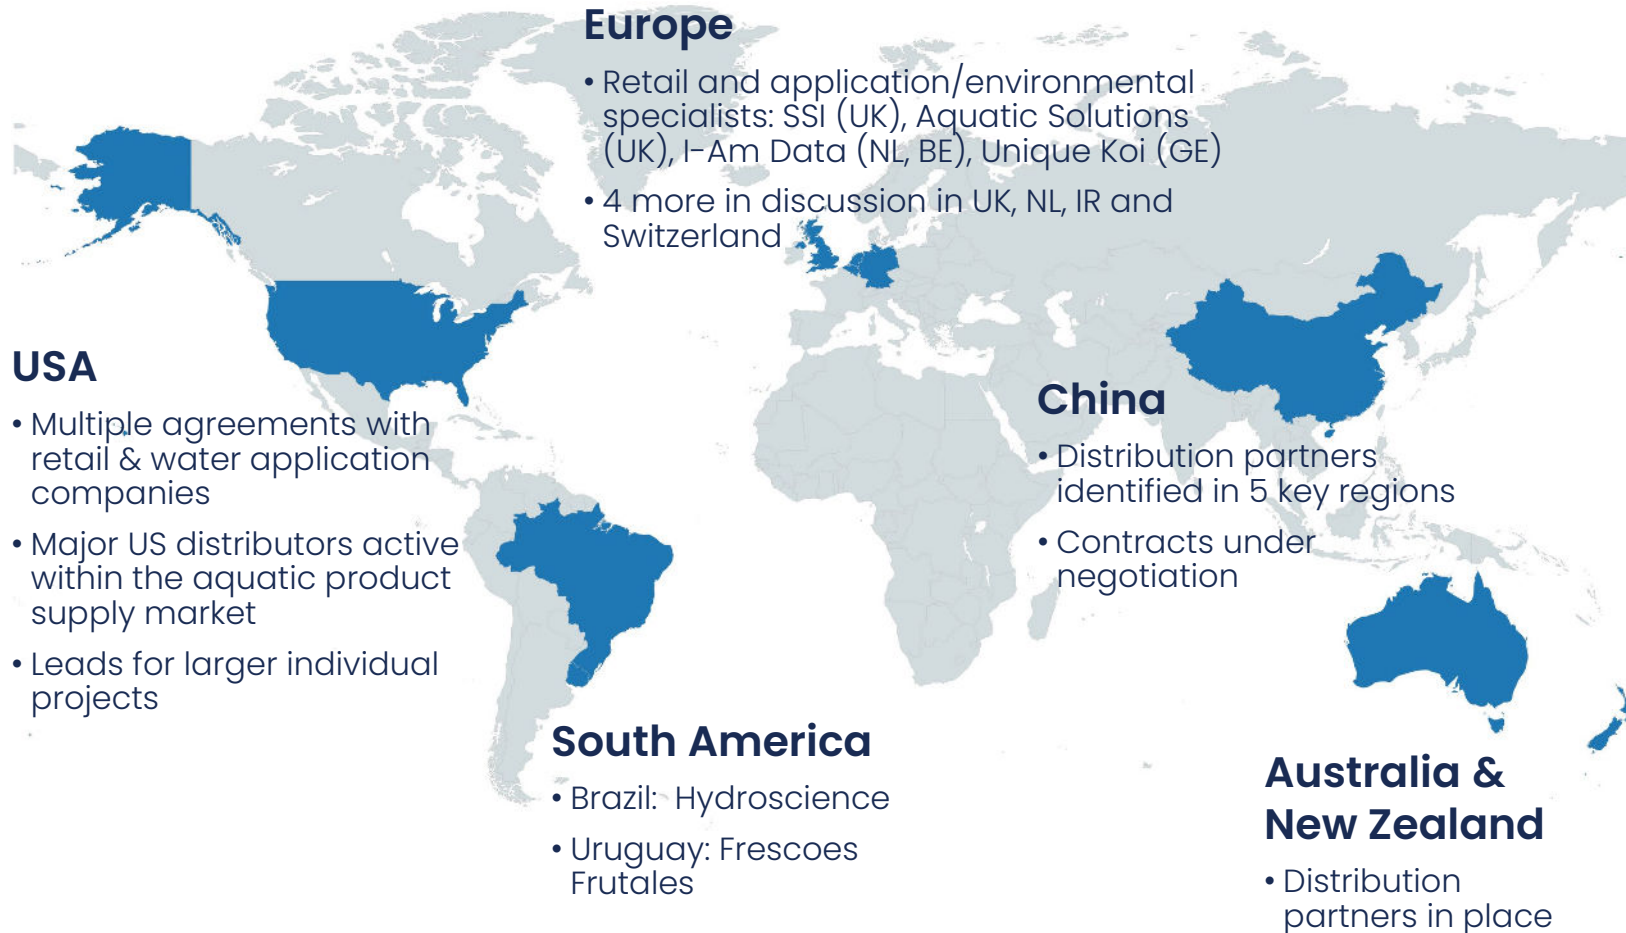 Europe
• Retail and application/environmental
specialists: SSI (UK), Aquatic Solutions
(UK), I-Am Data (NL, BE), Unique Koi (GE)
• 4 more in discussion in UK, NL, IR and
Switzerland
USA
• Multiple agreements with
retail & water application
companies
• Major US distributors active
within the aquatic product
supply market
• Leads for larger individual
projects
China
• Distribution partners
identified in 5 key regions
• Contracts under
negotiation
South America
• Brazil: Hydroscience
• Uruguay: Frescoes
Frutales
Australia &
New Zealand
• Distribution
partners in place